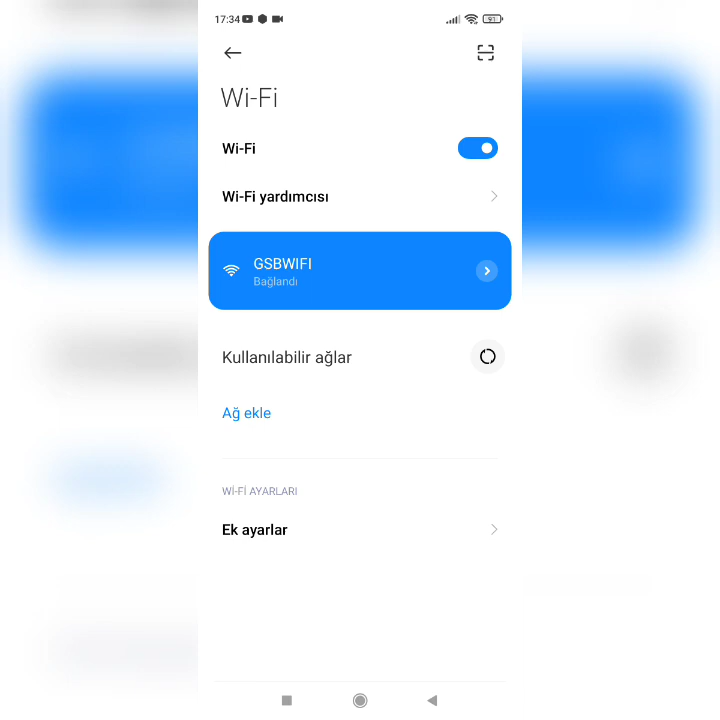 17:34
91
Wi-Fi
Wi-Fi
Wi-Fi yardımcısı
GSBWIFI
Bağlandı
Kullanılabilir ağlar
Ağ ekle
Wİ-Fİ AYARLARI
Ek ayarlar